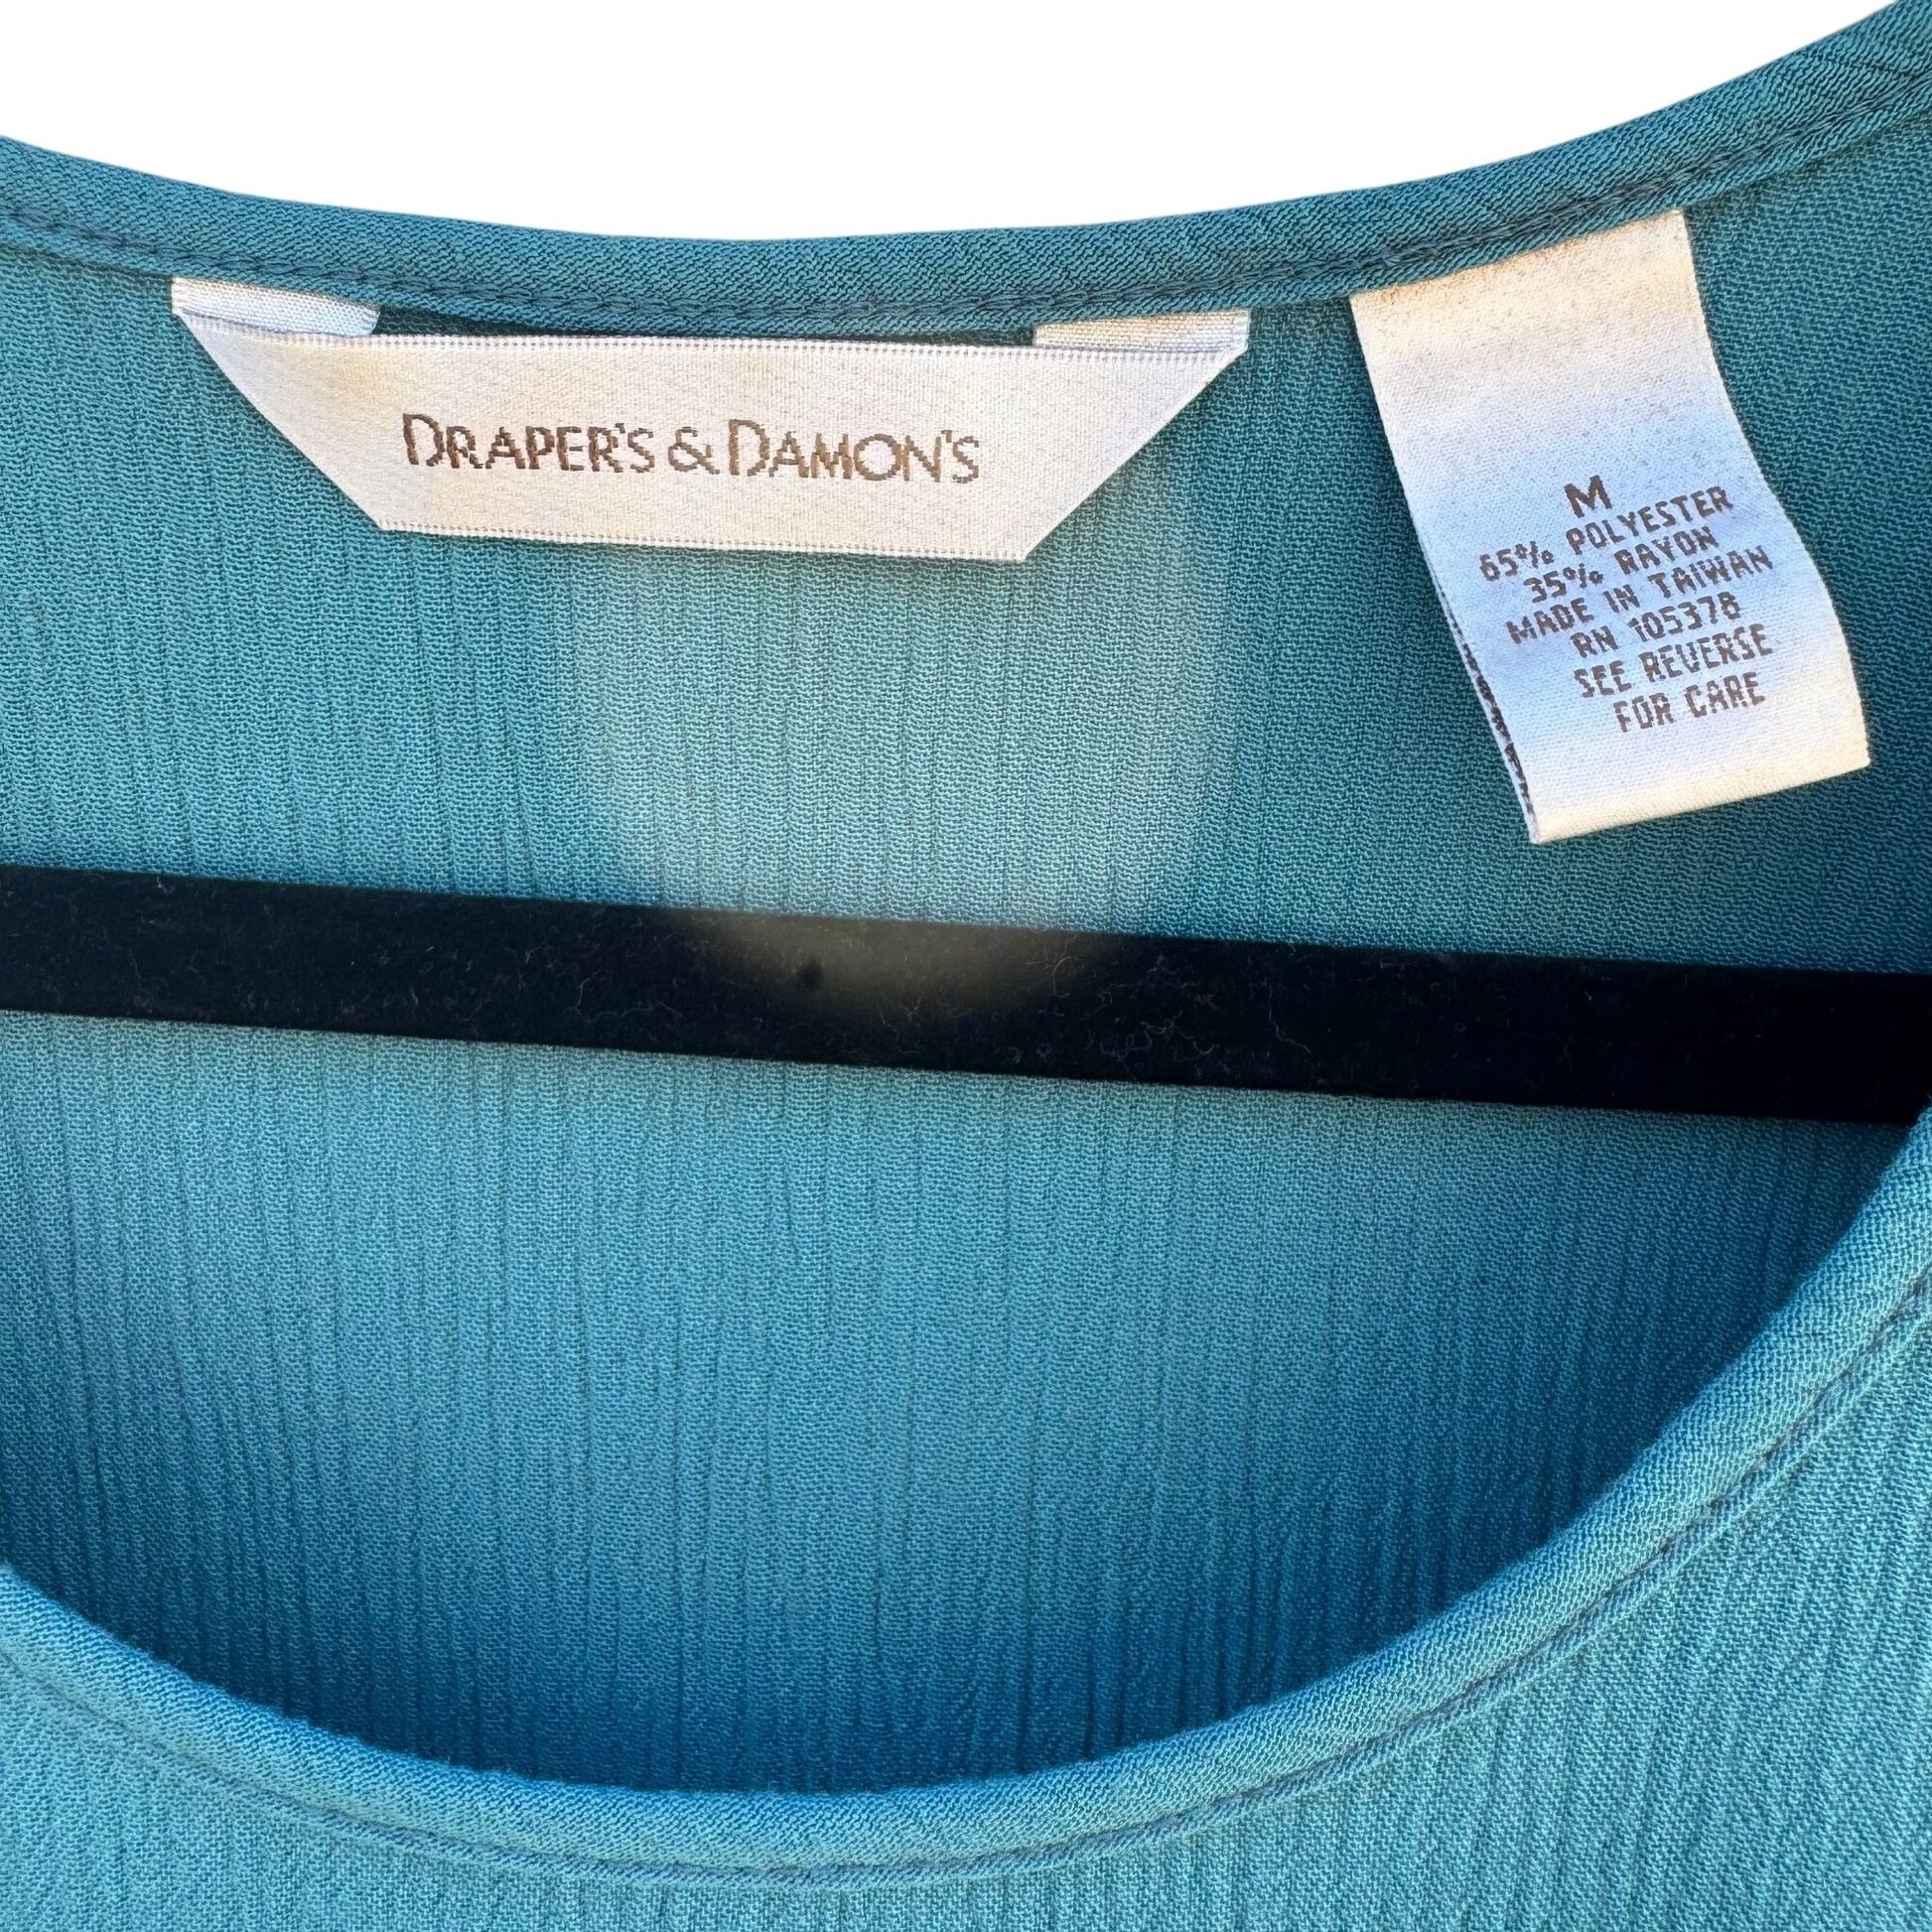 DRAPER'S & DAMON'S
M
65% POLYESTER
35% RAYON
MADE IN TAIWAN
RN 105378
SEE REVERSE
FOR CARE